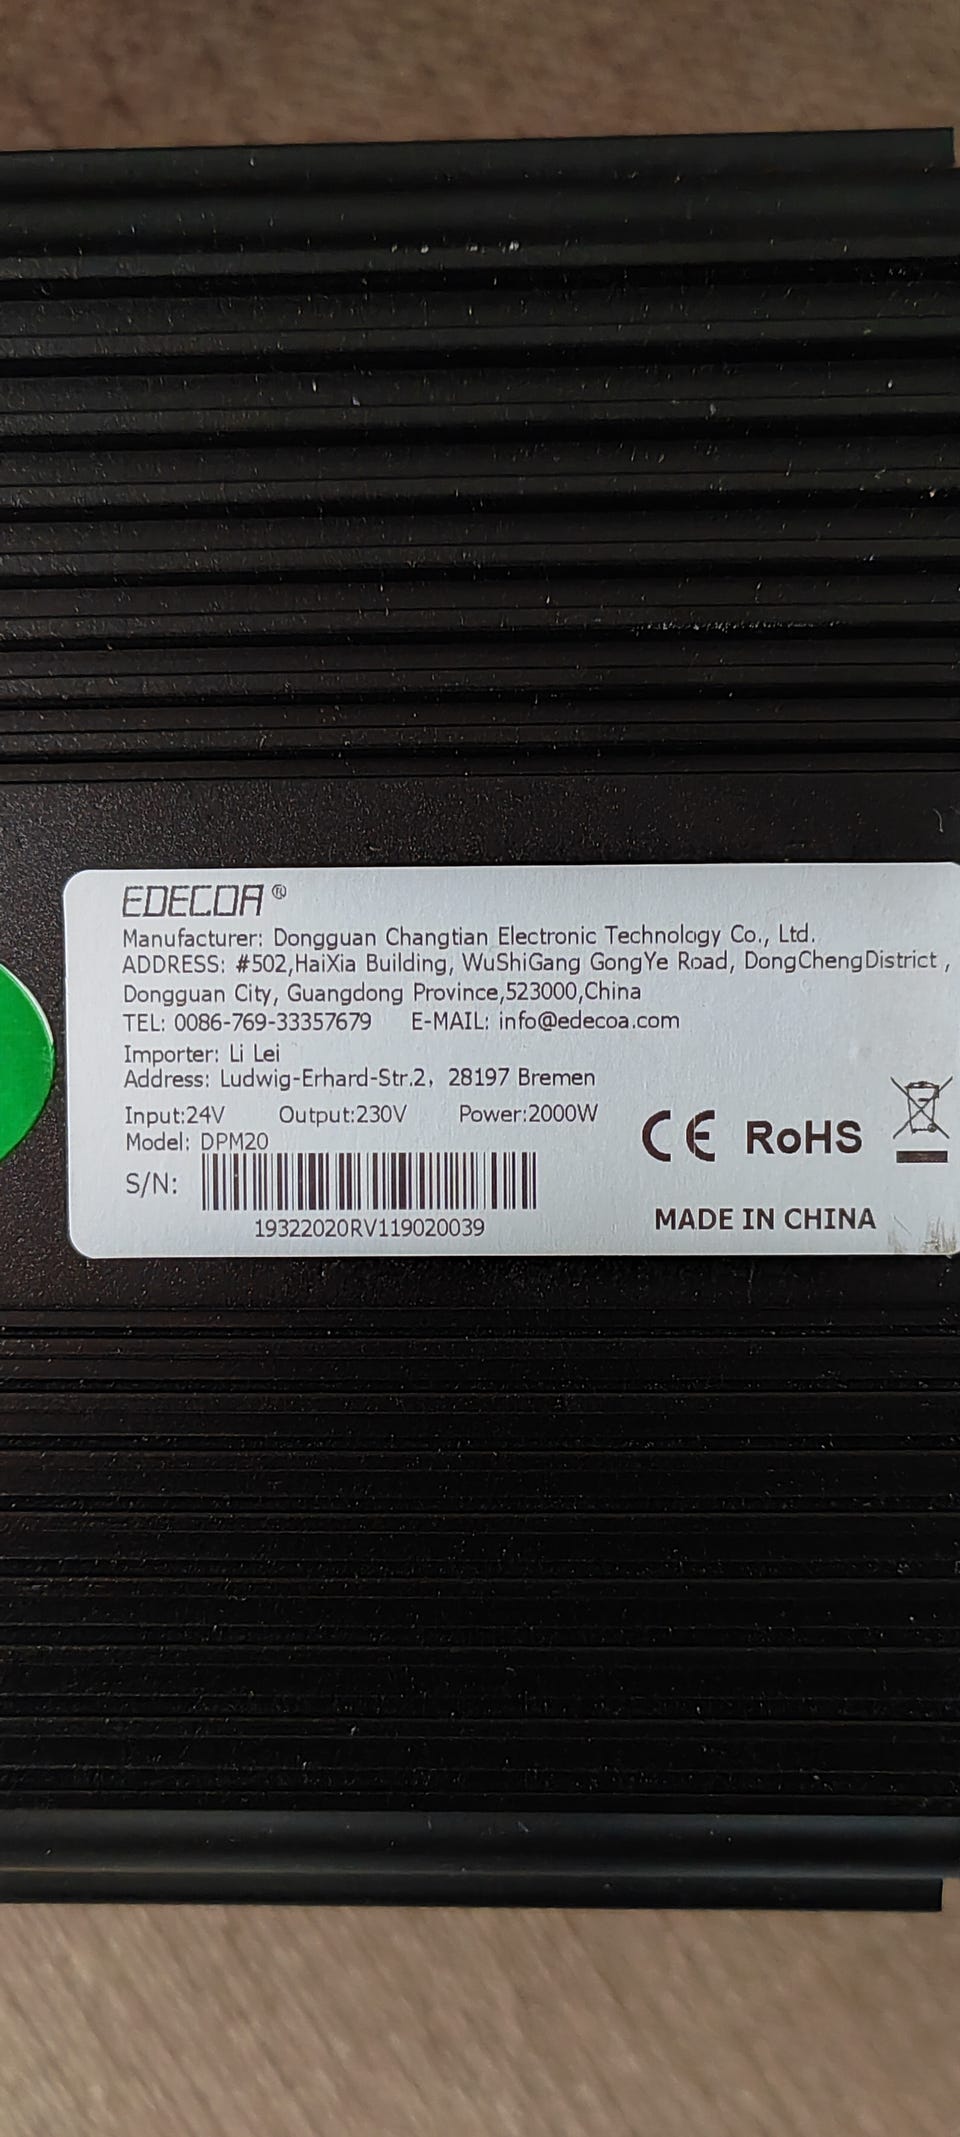 EDECOA ®
Manufacturer: Dongguan Changtian Electronic Technology Co., Ltd.
ADDRESS: #502,HaiXia Building, WuShiGang GongYe Road, DongChengDistrict ,
Dongguan City, Guangdong Province,523000,China
TEL: 0086-769-33357679 E-MAIL: info@edecoa.com
Importer: Li Lei
Address: Ludwig-Erhard-Str.2, 28197 Bremen
Input:24V Output:230V Power:2000W
Model: DPM20
CE RoHS
S/N:
19322020RV119020039
MADE IN CHINA